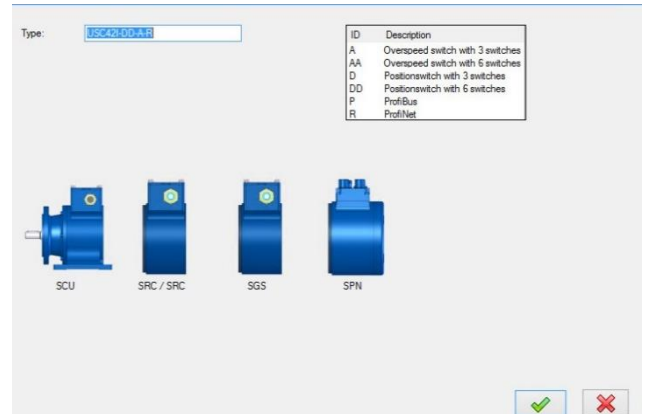 Type: USC42I-DD-A-R
ID Description
A Overspeed switch with 3 switches
AA Overspeed switch with 6 switches
D Positionswitch with 3 switches
DD Positionswitch with 6 switches
P ProfiBus
R ProfiNet
SCU SRC / SRC SGS SPN